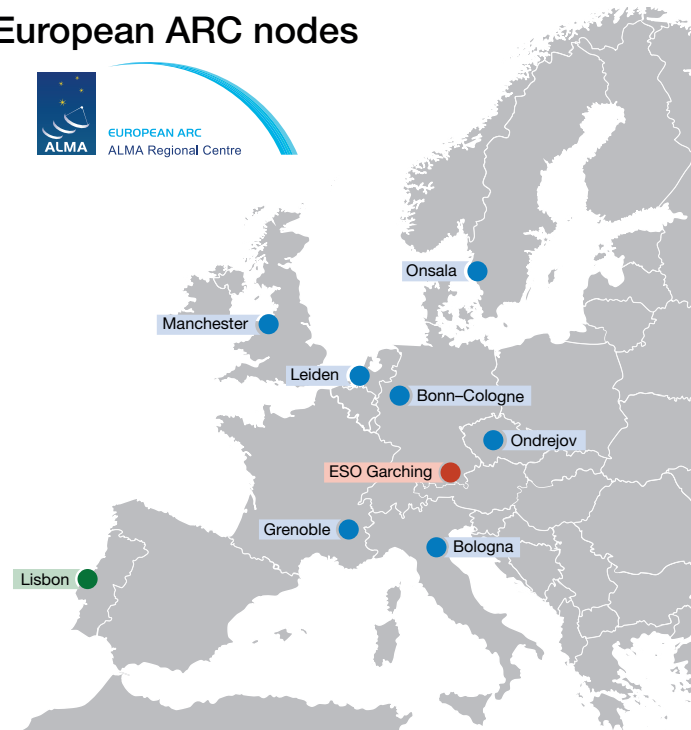 European ARC nodes
ALMA
EUROPEAN ARC
ALMA Regional Centre
Onsala
Manchester
Leiden
Bonn–Cologne
Ondrejov
ESO Garching
Grenoble
Bologna
Lisbon